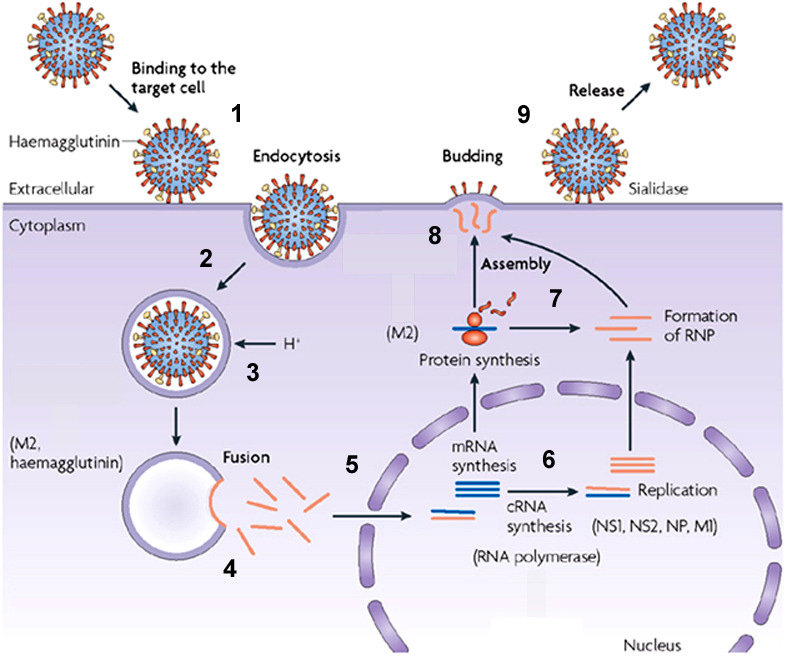 Binding to the
target cell
1
Haemagglutinin
Extracellular
Cytoplasm
Endocytosis
2
3
H⁺
(M2,
haemagglutinin)
Fusion
4
5
Budding
8
Assembly
7
(M2)
Protein synthesis
Formation
of RNP
9
Release
Sialidase
mRNA
synthesis
6
cRNA
synthesis
Replication
(NS1, NS2, NP, M1)
(RNA polymerase)
Nucleus